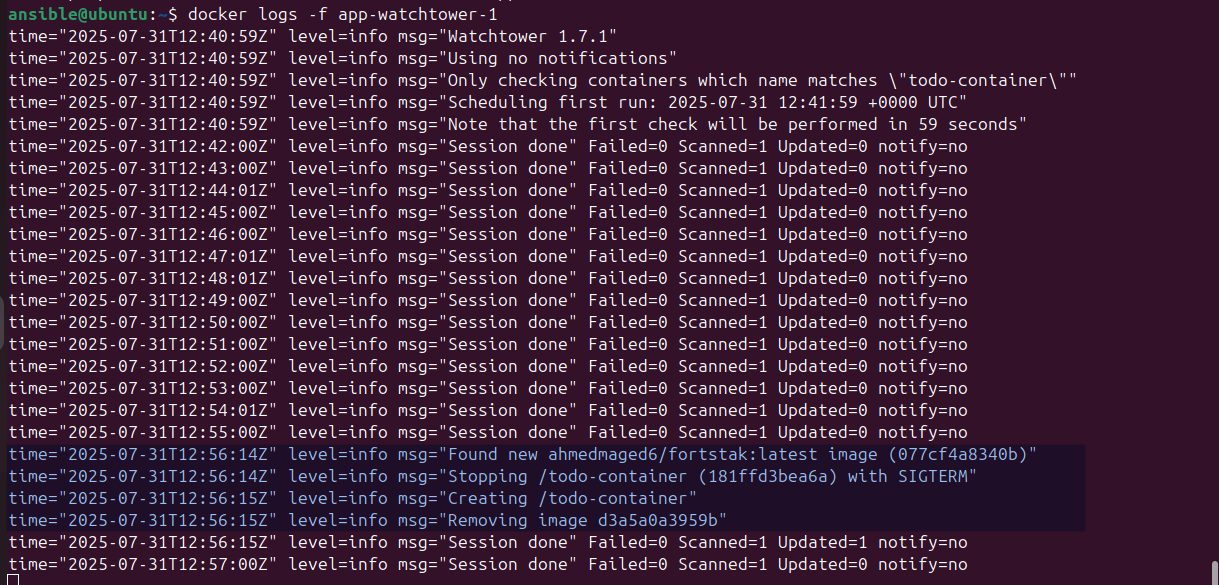 ansible@ubuntu:~$ docker logs -f app-watchtower-1
time="2025-07-31T12:40:59Z" level=info msg="Watchtower 1.7.1"
time="2025-07-31T12:40:59Z" level=info msg="Using no notifications"
time="2025-07-31T12:40:59Z" level=info msg="Only checking containers which name matches \"todo-container\""
time="2025-07-31T12:40:59Z" level=info msg="Scheduling first run: 2025-07-31 12:41:59 +0000 UTC"
time="2025-07-31T12:40:59Z" level=info msg="Note that the first check will be performed in 59 seconds"
time="2025-07-31T12:42:00Z" level=info msg="Session done" Failed=0 Scanned=1 Updated=0 notify=no
time="2025-07-31T12:43:00Z" level=info msg="Session done" Failed=0 Scanned=1 Updated=0 notify=no
time="2025-07-31T12:44:01Z" level=info msg="Session done" Failed=0 Scanned=1 Updated=0 notify=no
time="2025-07-31T12:45:00Z" level=info msg="Session done" Failed=0 Scanned=1 Updated=0 notify=no
time="2025-07-31T12:46:00Z" level=info msg="Session done" Failed=0 Scanned=1 Updated=0 notify=no
time="2025-07-31T12:47:01Z" level=info msg="Session done" Failed=0 Scanned=1 Updated=0 notify=no
time="2025-07-31T12:48:01Z" level=info msg="Session done" Failed=0 Scanned=1 Updated=0 notify=no
time="2025-07-31T12:49:00Z" level=info msg="Session done" Failed=0 Scanned=1 Updated=0 notify=no
time="2025-07-31T12:50:00Z" level=info msg="Session done" Failed=0 Scanned=1 Updated=0 notify=no
time="2025-07-31T12:51:00Z" level=info msg="Session done" Failed=0 Scanned=1 Updated=0 notify=no
time="2025-07-31T12:52:00Z" level=info msg="Session done" Failed=0 Scanned=1 Updated=0 notify=no
time="2025-07-31T12:53:00Z" level=info msg="Session done" Failed=0 Scanned=1 Updated=0 notify=no
time="2025-07-31T12:54:01Z" level=info msg="Session done" Failed=0 Scanned=1 Updated=0 notify=no
time="2025-07-31T12:55:00Z" level=info msg="Session done" Failed=0 Scanned=1 Updated=0 notify=no
time="2025-07-31T12:56:14Z" level=info msg="Found new ahmedmaged6/fortstak:latest image (077cf4a8340b)"
time="2025-07-31T12:56:14Z" level=info msg="Stopping /todo-container (181ffd3bea6a) with SIGTERM"
time="2025-07-31T12:56:15Z" level=info msg="Creating /todo-container"
time="2025-07-31T12:56:15Z" level=info msg="Removing image d3a5a0a3959b"
time="2025-07-31T12:56:15Z" level=info msg="Session done" Failed=0 Scanned=1 Updated=1 notify=no
time="2025-07-31T12:57:00Z" level=info msg="Session done" Failed=0 Scanned=1 Updated=0 notify=no